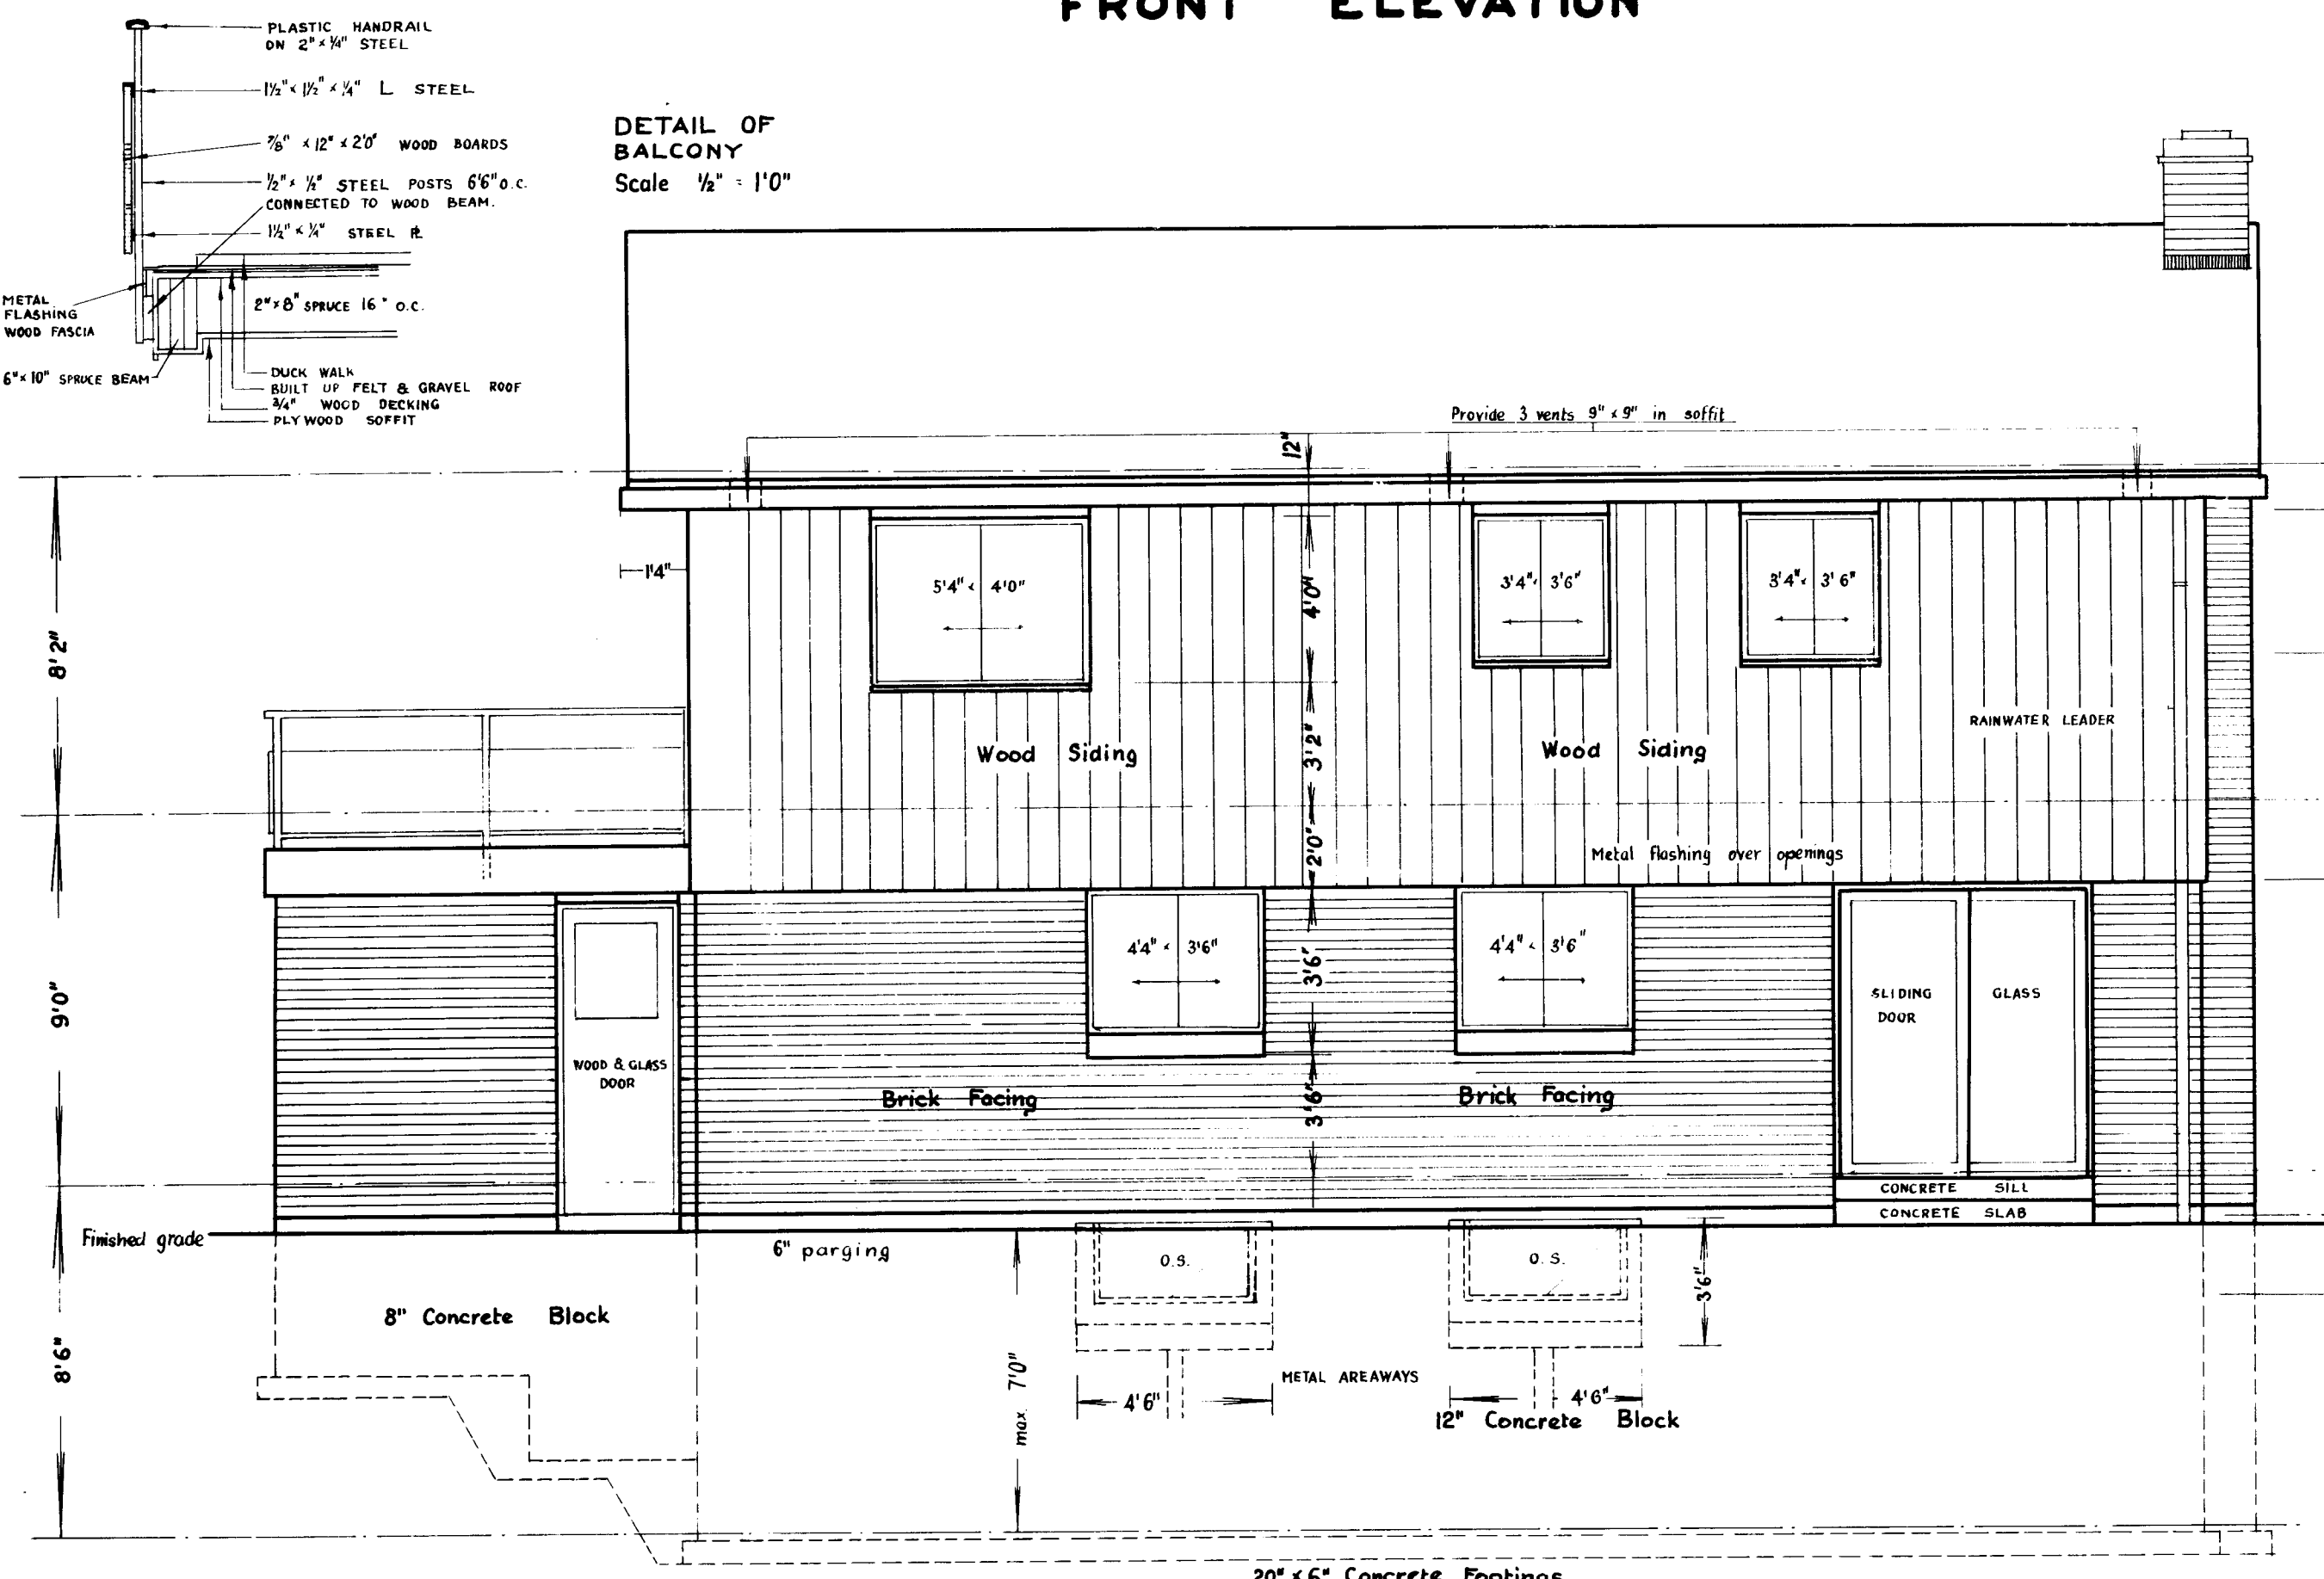 FRONT ELEVATION
PLASTIC HANDRAIL
ON 2" x 1/4" STEEL
1½" x 1½" x ¼" L STEEL
7/8" x 12" x 2'0" WOOD BOARDS
½" x ½" STEEL POSTS 6'6" O.C.
CONNECTED TO WOOD BEAM.
1½" x ¼" STEEL PL
METAL
FLASHING
WOOD FASCIA
2" x 8" SPRUCE 16" O.C.
6" x 10" SPRUCE BEAM
DUCK WALK
BUILT UP FELT & GRAVEL ROOF
3/4" WOOD DECKING
PLYWOOD SOFFIT
DETAIL OF
BALCONY
Scale ½" = 1'0"
Provide 3 vents 9" x 9" in soffit
12"
1'4"
5'4" x 4'0"
4'0"
3'4" x 3'6"
3'4" x 3'6"
8'2"
RAINWATER LEADER
Wood Siding
3'2"
Wood Siding
2'0"
Metal flashing over openings
9'0"
4'4" x 3'6"
3'6"
4'4" x 3'6"
SLIDING
DOOR
GLASS
WOOD & GLASS
DOOR
Brick Facing
3'6"
Brick Facing
CONCRETE SILL
CONCRETE SLAB
Finished grade
6" parging
O.S.
O.S.
3'6"
8" Concrete Block
8'6"
max. 7'0"
METAL AREAWAYS
4'6"
4'6"
12" Concrete Block
20" x 6" Concrete Footings